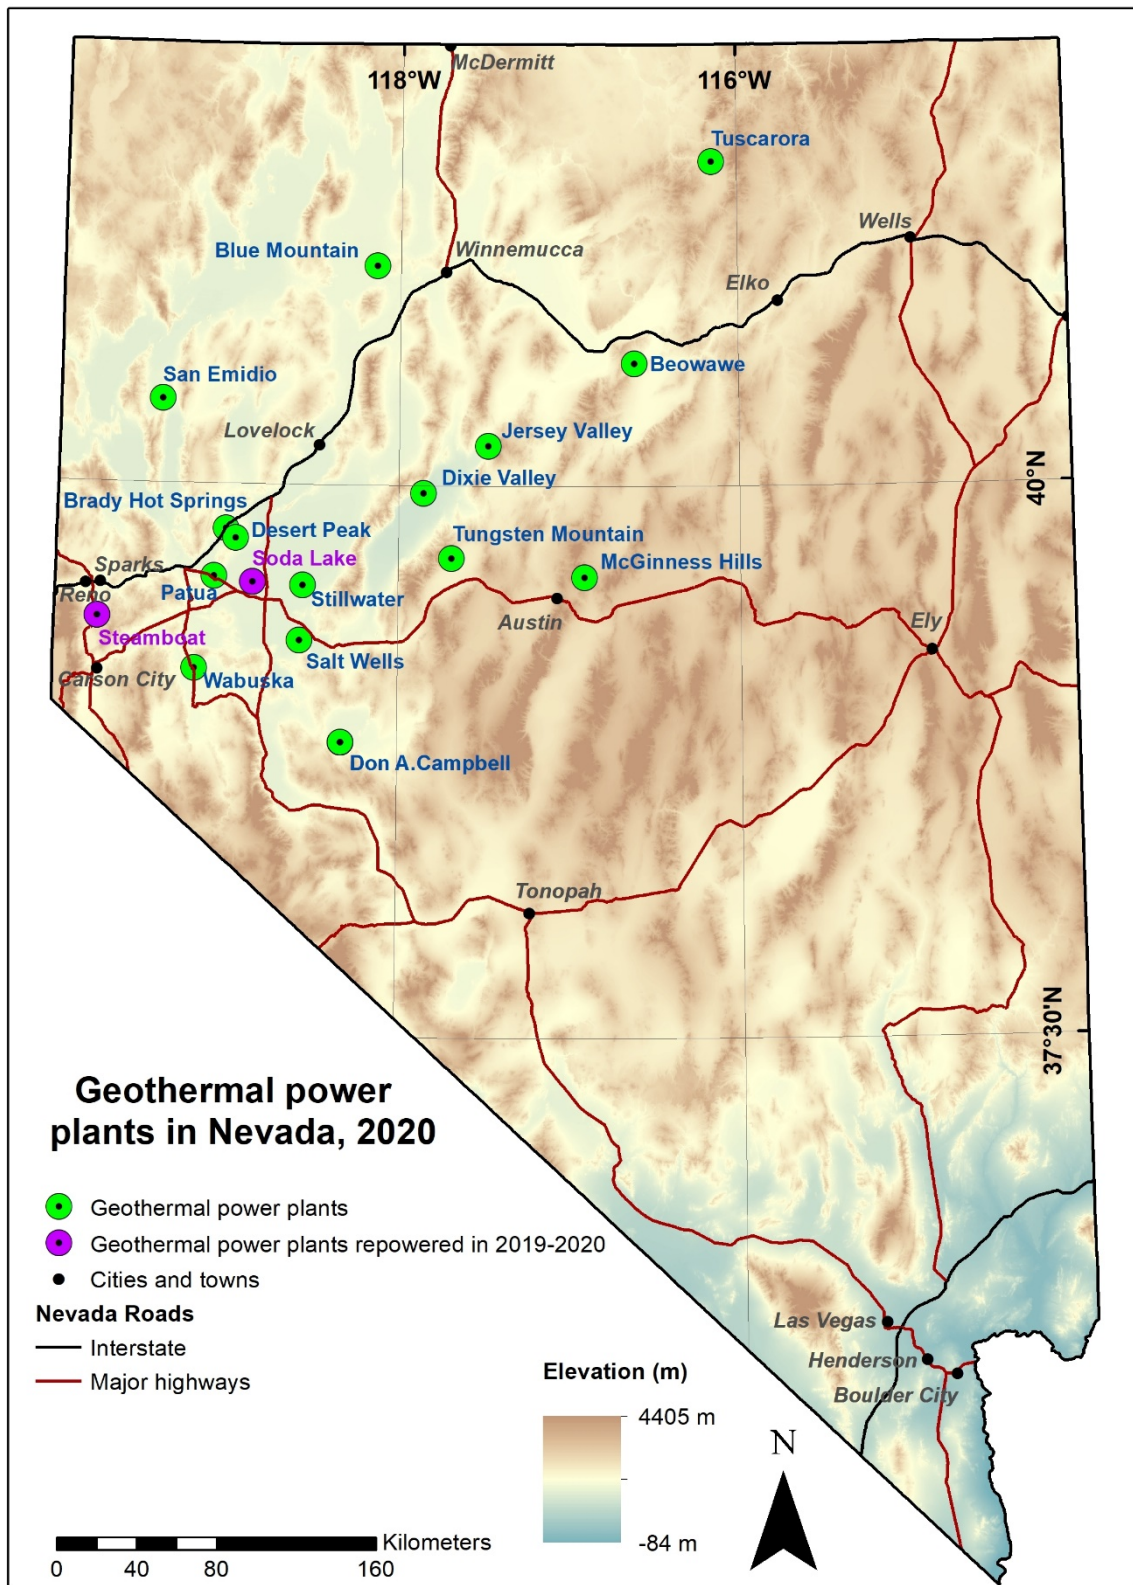 McDermitt
118°W
116°W
Tuscarora
Wells
Blue Mountain
Winnemucca
Elko
San Emidio
Beowawe
Lovelock
Jersey Valley
40°N
Dixie Valley
Brady Hot Springs
Desert Peak
Tungsten Mountain
Soda Lake
McGinness Hills
Sparks
Reno
Patua
Stillwater
Austin
Ely
Steamboat
Salt Wells
Carson City
Wabuska
Don A.Campbell
Tonopah
37°30'N
Geothermal power
plants in Nevada, 2020
Geothermal power plants
Geothermal power plants repowered in 2019-2020
Cities and towns
Nevada Roads
Interstate
Major highways
Las Vegas
Henderson
Boulder City
Elevation (m)
4405 m
-84 m
N
Kilometers
0 40 80 160